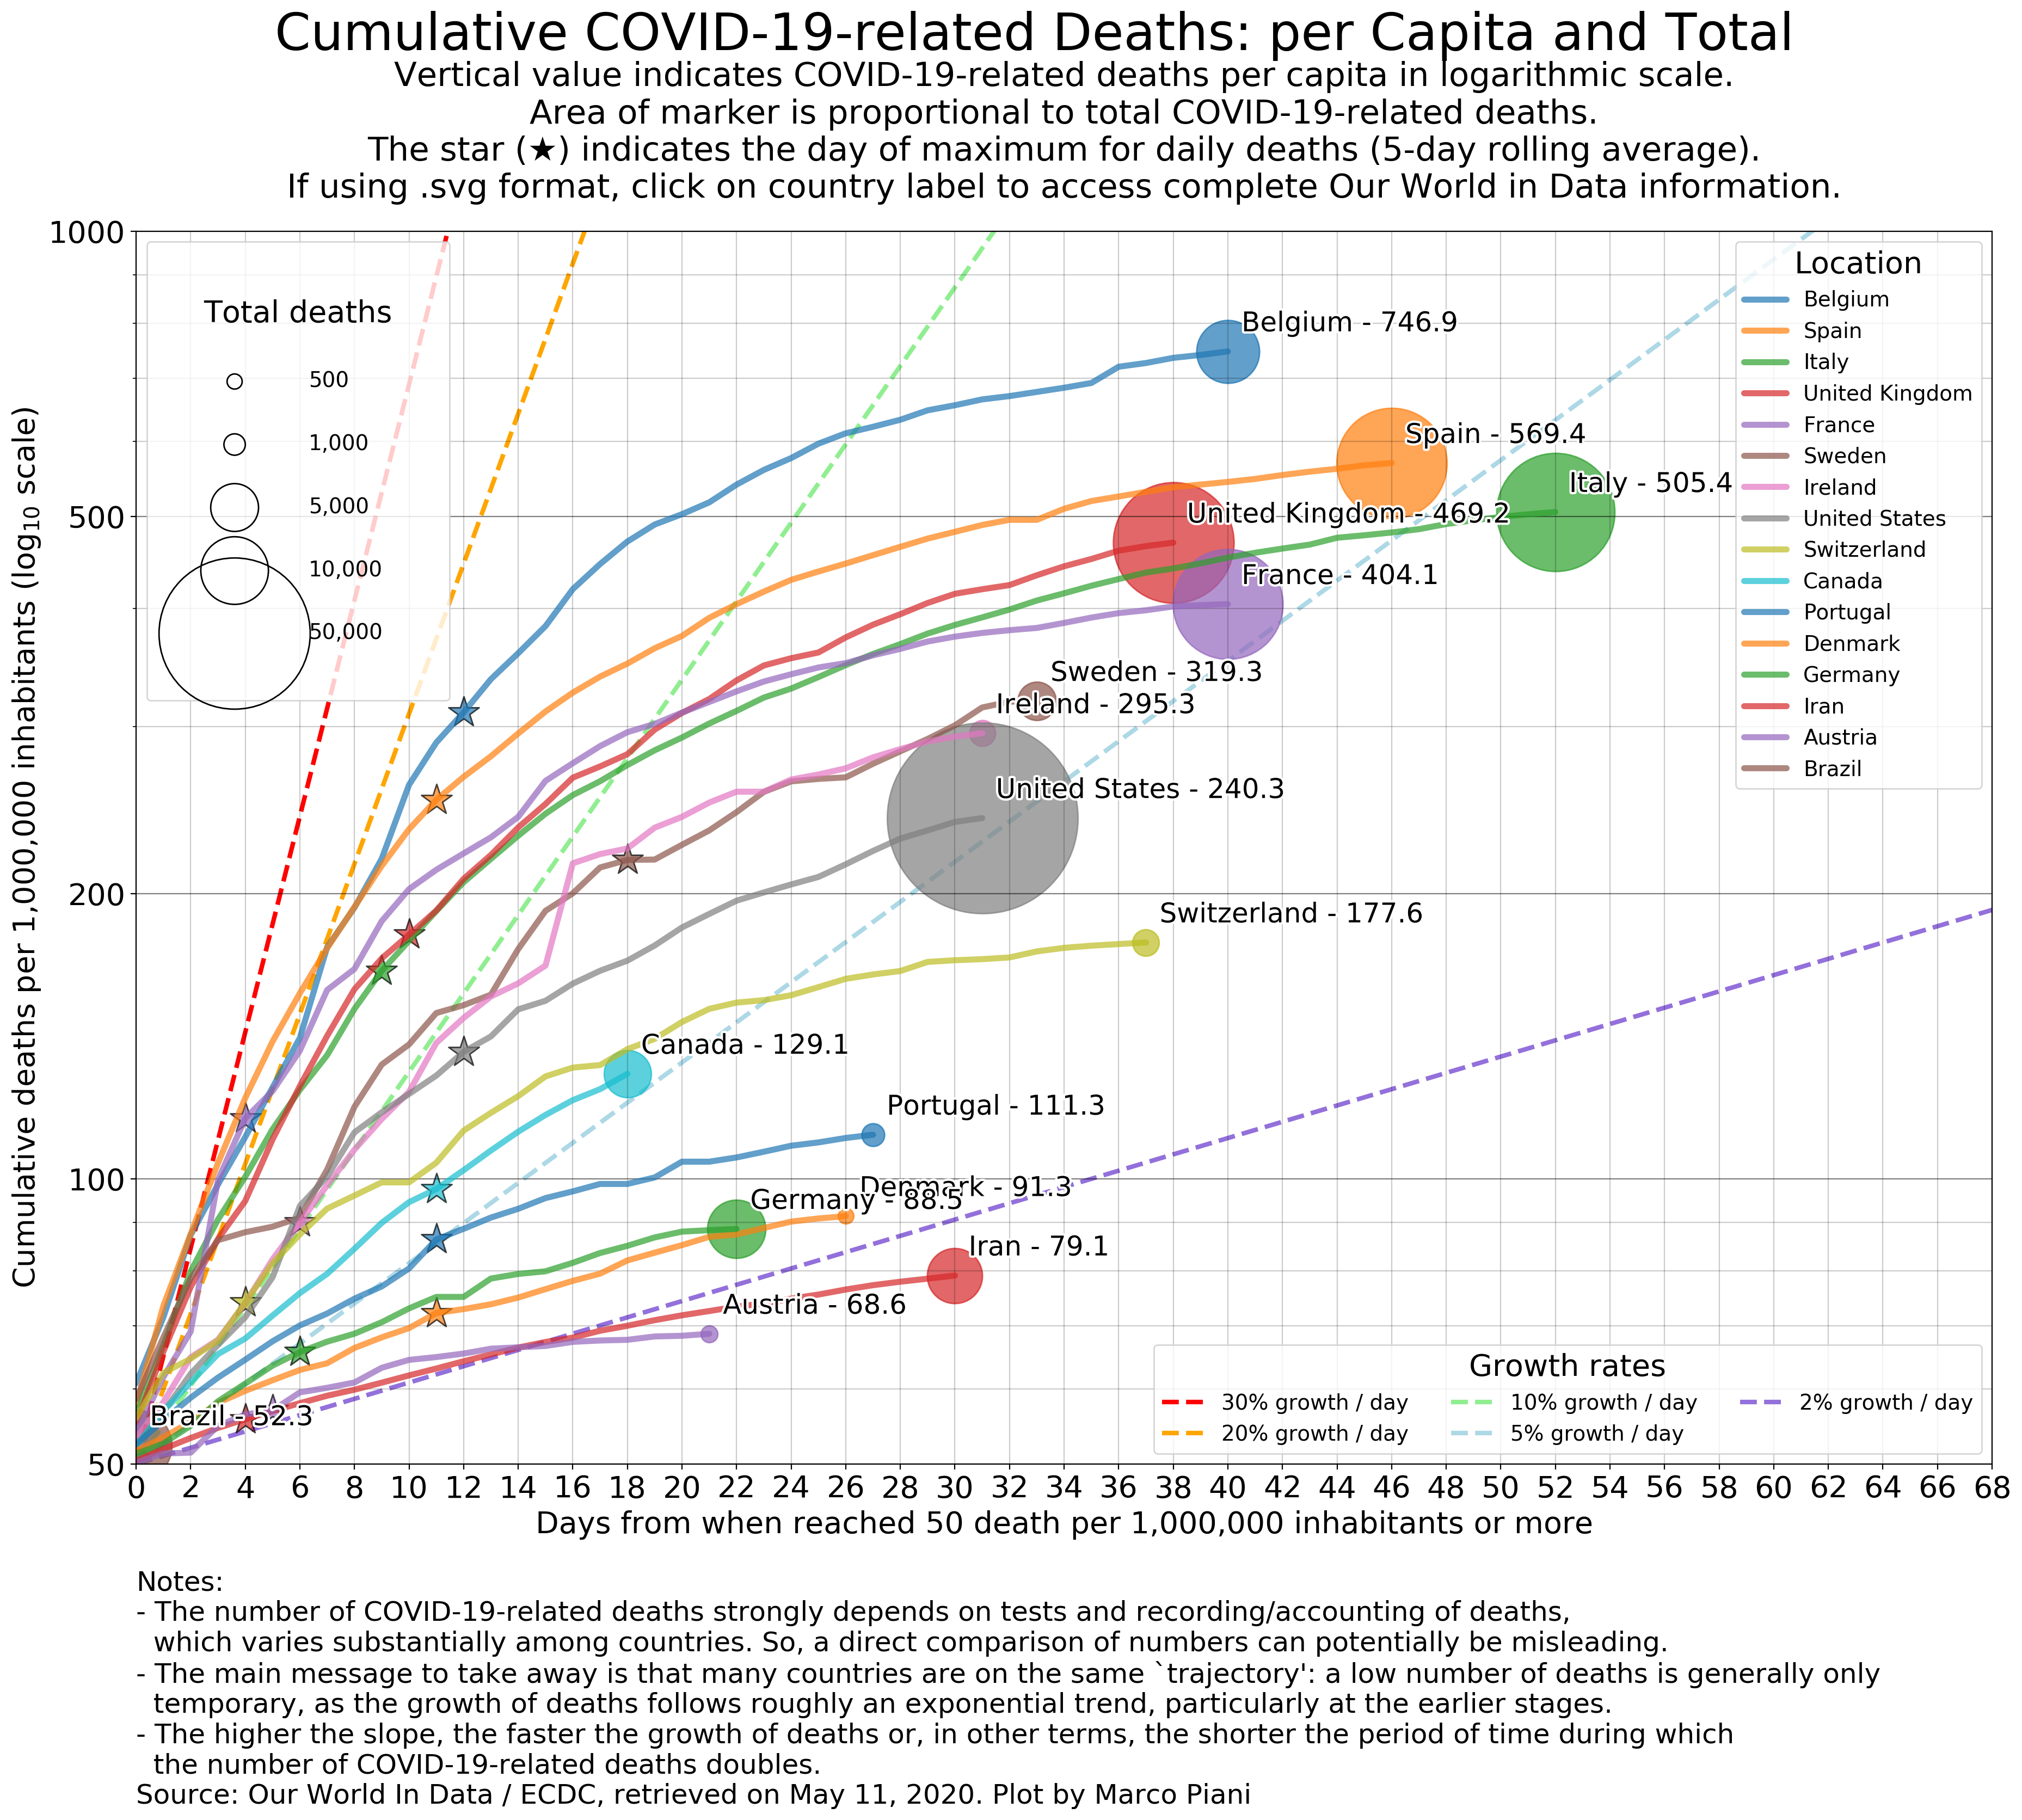 Cumulative COVID-19-related Deaths: per Capita and Total
Vertical value indicates COVID-19-related deaths per capita in logarithmic scale.
Area of marker is proportional to total COVID-19-related deaths.
The star (★) indicates the day of maximum for daily deaths (5-day rolling average).
If using .svg format, click on country label to access complete Our World in Data information.
Cumulative deaths per 1,000,000 inhabitants (log₁₀ scale)
1000
500
200
100
50
Total deaths
500
1,000
5,000
10,000
50,000
Belgium - 746.9
Spain - 569.4
Italy - 505.4
United Kingdom - 469.2
France - 404.1
Sweden - 319.3
Ireland - 295.3
United States - 240.3
Switzerland - 177.6
Canada - 129.1
Portugal - 111.3
Denmark - 91.3
Germany - 88.5
Iran - 79.1
Austria - 68.6
Brazil - 52.3
Location
Belgium
Spain
Italy
United Kingdom
France
Sweden
Ireland
United States
Switzerland
Canada
Portugal
Denmark
Germany
Iran
Austria
Brazil
Growth rates
30% growth / day
20% growth / day
10% growth / day
5% growth / day
2% growth / day
0 2 4 6 8 10 12 14 16 18 20 22 24 26 28 30 32 34 36 38 40 42 44 46 48 50 52 54 56 58 60 62 64 66 68
Days from when reached 50 death per 1,000,000 inhabitants or more
Notes:
- The number of COVID-19-related deaths strongly depends on tests and recording/accounting of deaths,
which varies substantially among countries. So, a direct comparison of numbers can potentially be misleading.
- The main message to take away is that many countries are on the same `trajectory': a low number of deaths is generally only
temporary, as the growth of deaths follows roughly an exponential trend, particularly at the earlier stages.
- The higher the slope, the faster the growth of deaths or, in other terms, the shorter the period of time during which
the number of COVID-19-related deaths doubles.
Source: Our World In Data / ECDC, retrieved on May 11, 2020. Plot by Marco Piani